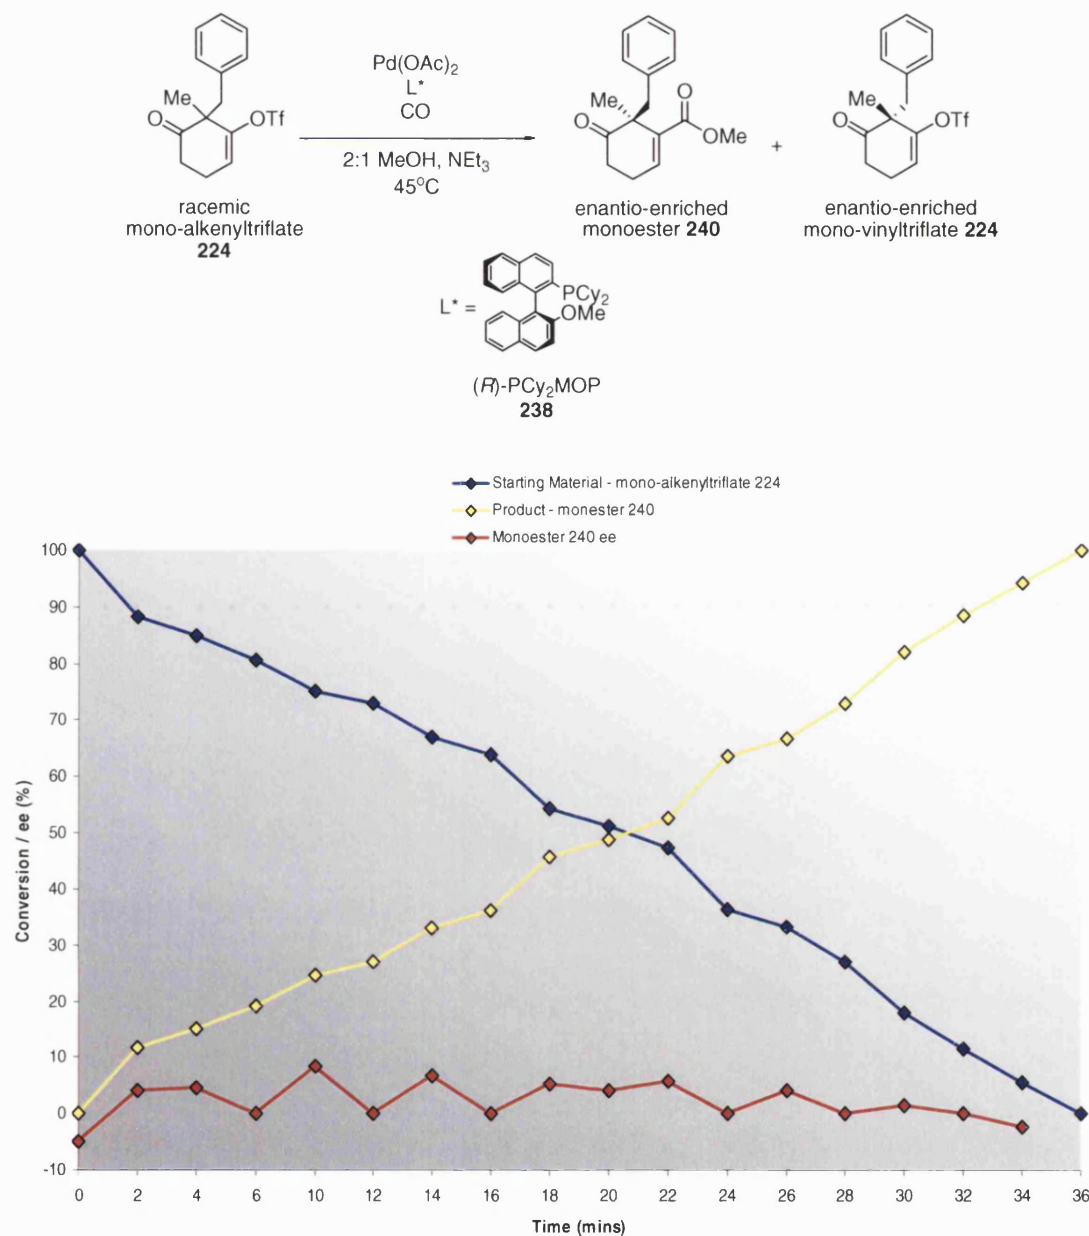 Pd(OAc)2
L*
CO
2:1 MeOH, NEt3
45°C
Me
O
OTf
racemic
mono-alkenyltriflate
224
Me
O
O
OMe
enantio-enriched
monoester 240
+
Me
O
OTf
enantio-enriched
mono-vinyltriflate 224
L* =
PCy2
OMe
(R)-PCy2MOP
238
Starting Material - mono-alkenyltriflate 224
Product - monester 240
Monoester 240 ee
Conversion / ee (%)
100
90
80
70
60
50
40
30
20
10
0
-10
0 2 4 6 10 12 14 16 18 20 22 24 26 28 30 32 34 36
Time (mins)